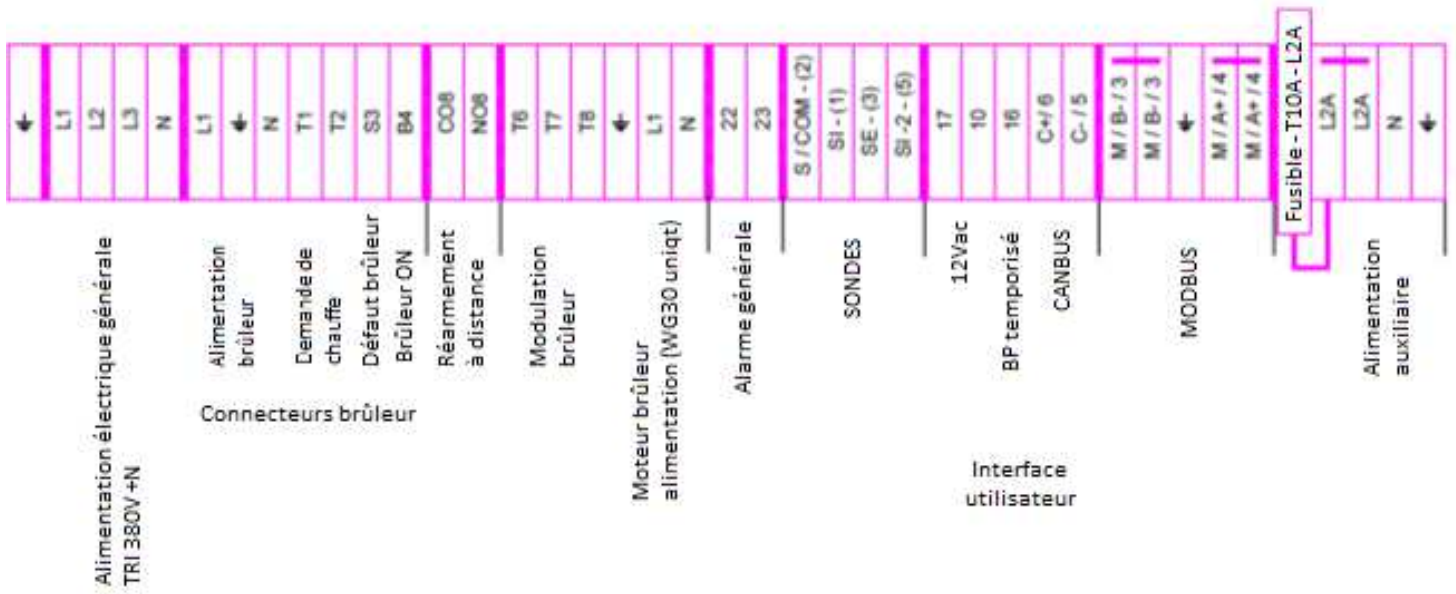 L1
L2
L3
N
L1
N
T1
T2
S3
B4
CO8
NO8
T6
T7
T8
L1
N
22
23
S / COM - (2)
SI - (1)
SE - (3)
SI -2 - (5)
17
10
16
C+/ 6
C- / 5
M / B- / 3
M / B- / 3
M / A+ / 4
M / A+ / 4
Fusible - T10A - L2A
L2A
L2A
N
Alimentation électrique générale
TRI 380V +N
Alimentation
brûleur
Demande de
chauffe
Défaut brûleur
Brûleur ON
Connecteurs brûleur
Réarmement
à distance
Modulation
brûleur
Moteur brûleur
alimentation (WG30 uniqt)
Alarme générale
SONDES
12Vac
BP temporisé
CANBUS
Interface
utilisateur
MODBUS
Alimentation
auxiliaire